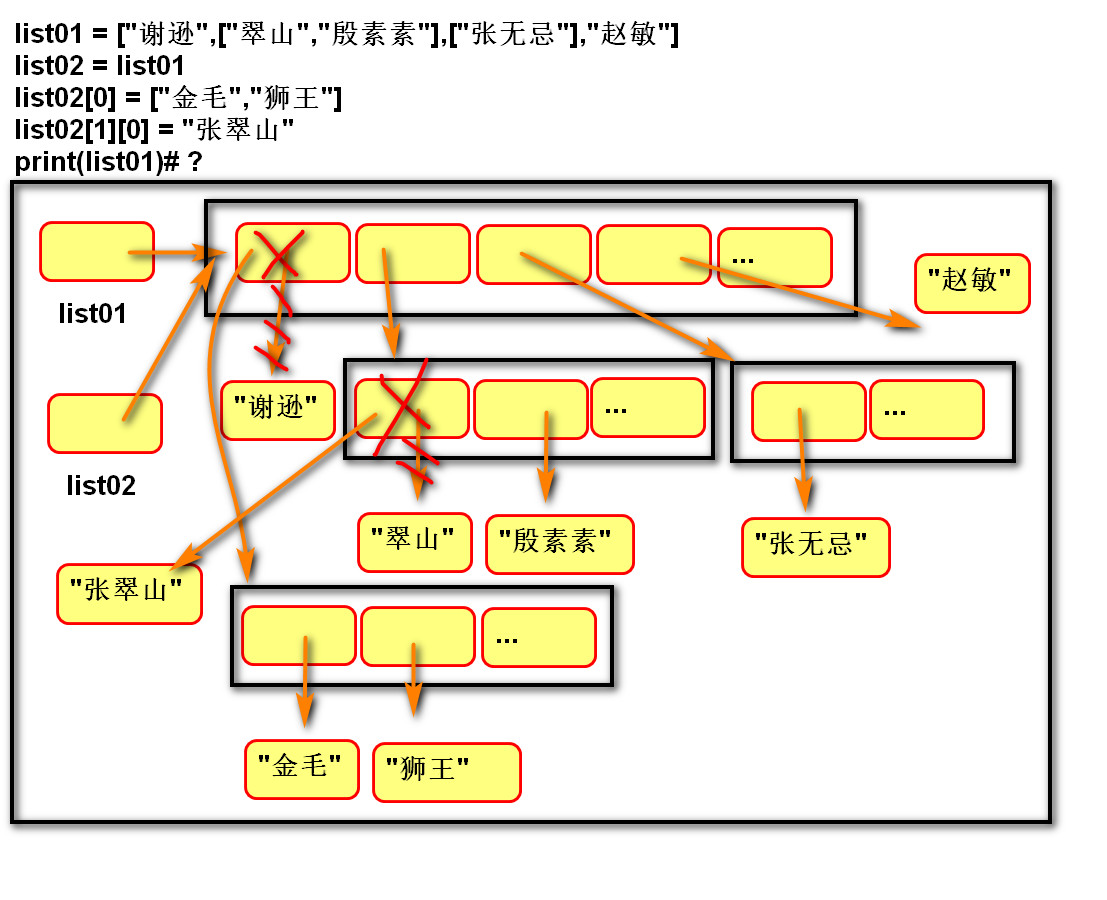 list01 = ["谢逊",["翠山","殷素素"],["张无忌"],"赵敏"]
list02 = list01
list02[0] = ["金毛","狮王"]
list02[1][0] = "张翠山"
print(list01)# ?
...
"赵敏"
list01
"谢逊"
...
...
list02
"翠山"
"殷素素"
"张无忌"
"张翠山"
...
"金毛"
"狮王"